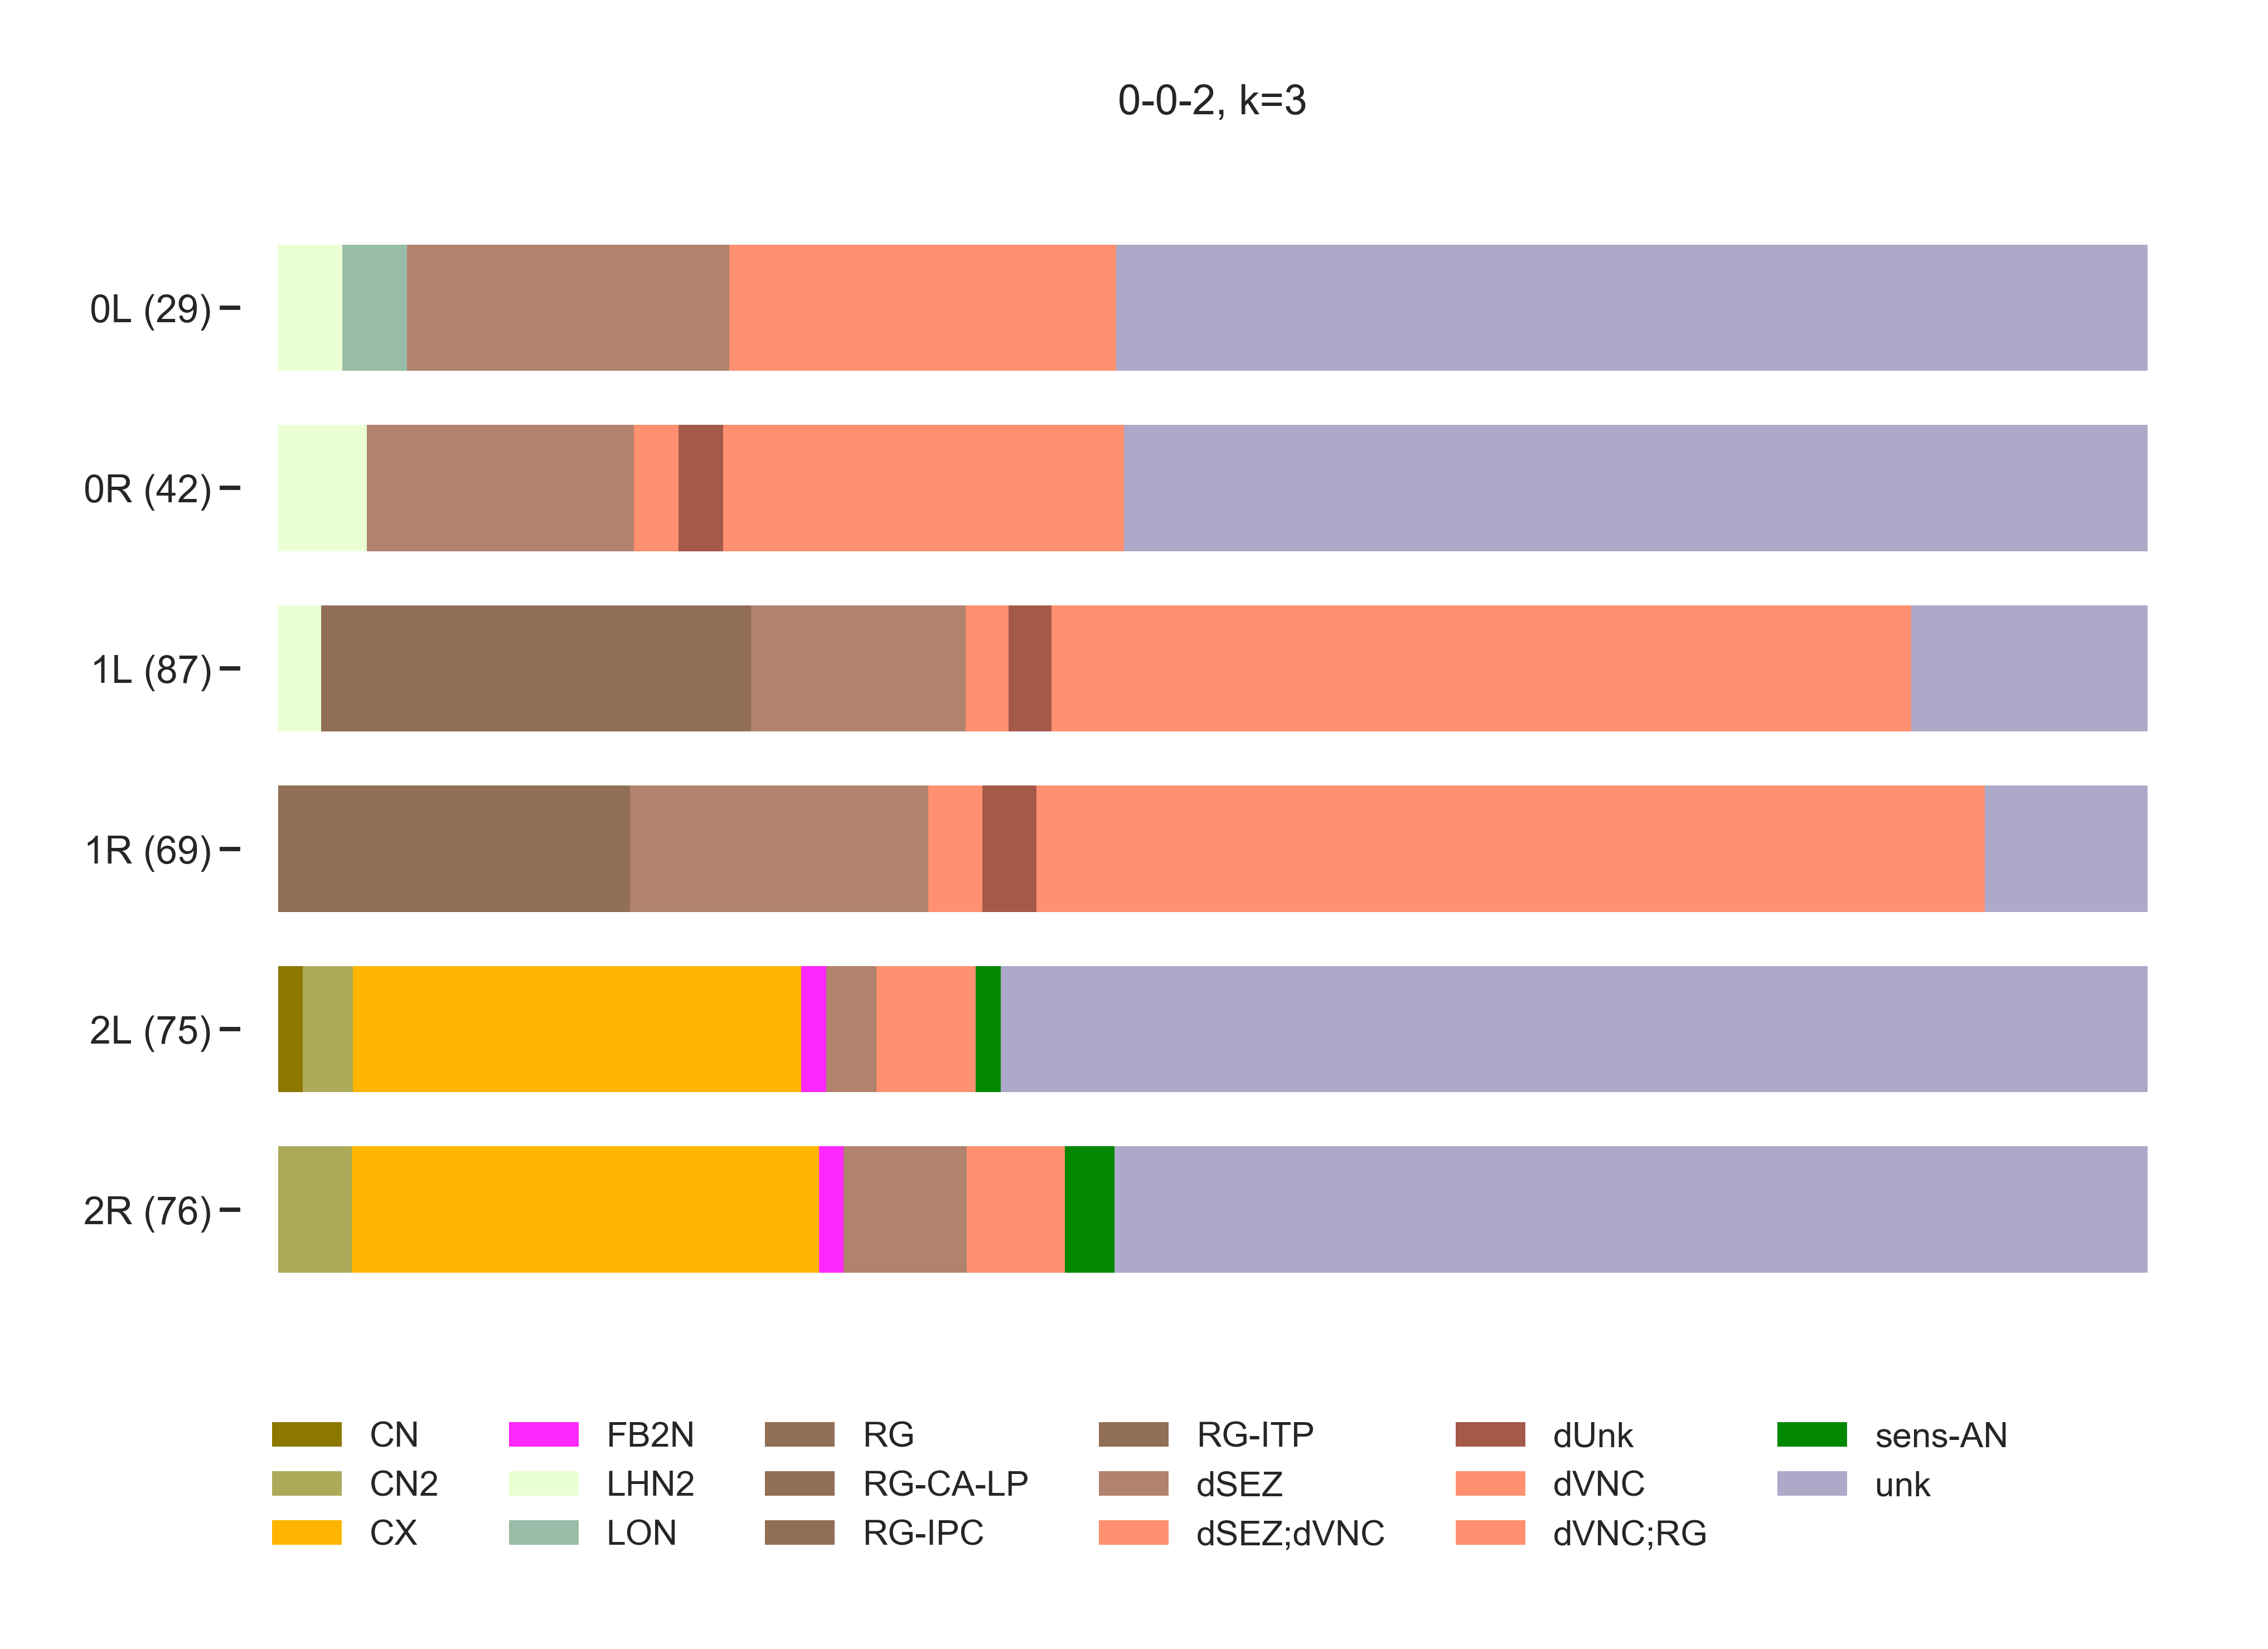 0-0-2, k=3
0L (29)
0R (42)
1L (87)
1R (69)
2L (75)
2R (76)
CN FB2N RG RG-ITP dUnk sens-AN
CN2 LHN2 RG-CA-LP dSEZ dVNC unk
CX LON RG-IPC dSEZ;dVNC dVNC;RG